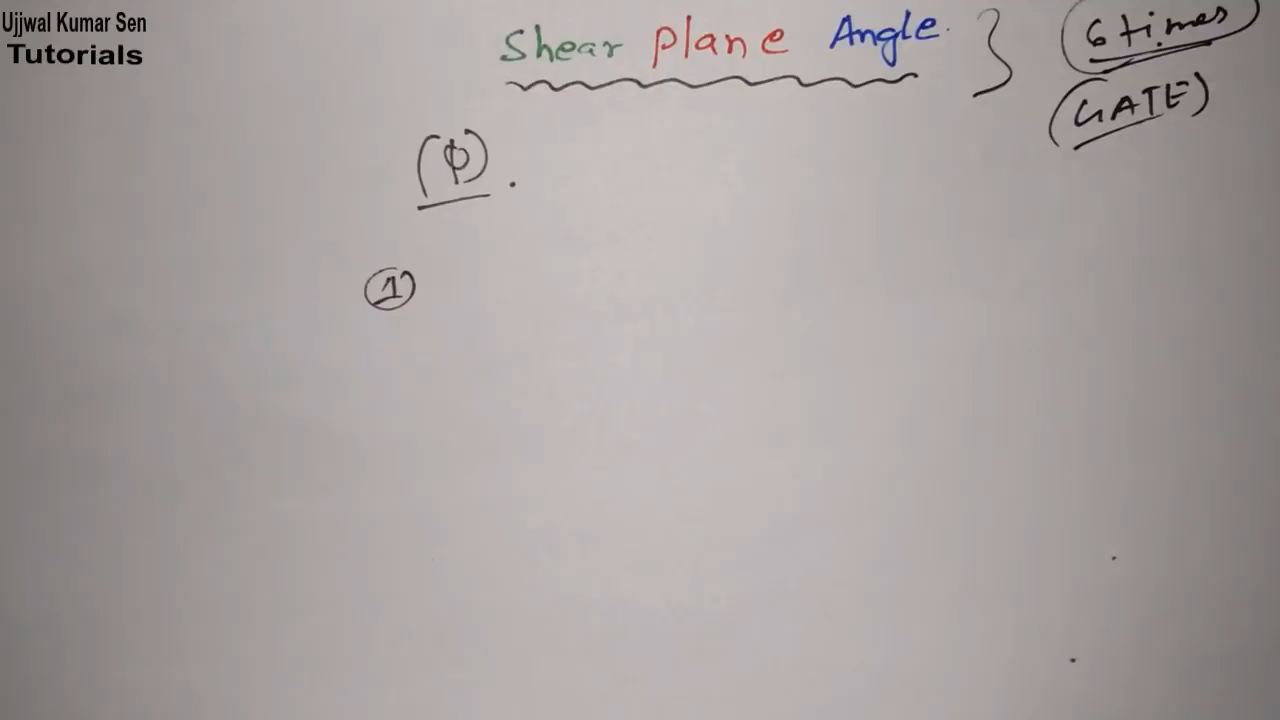 Ujjwal Kumar Sen
Tutorials
Shear Plane Angle.
6 times
(GATE)
(φ).
1